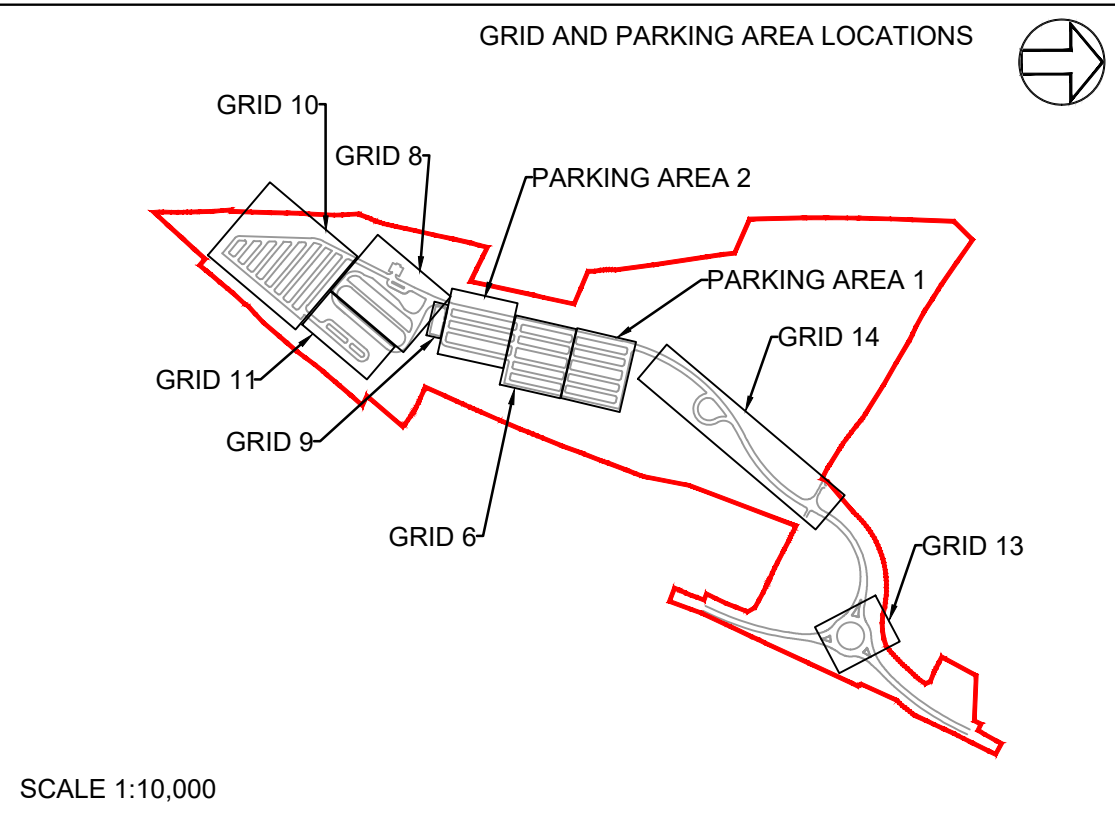 GRID AND PARKING AREA LOCATIONS
GRID 10
GRID 8
PARKING AREA 2
PARKING AREA 1
GRID 14
GRID 11
GRID 9
GRID 6
GRID 13
SCALE 1:10,000